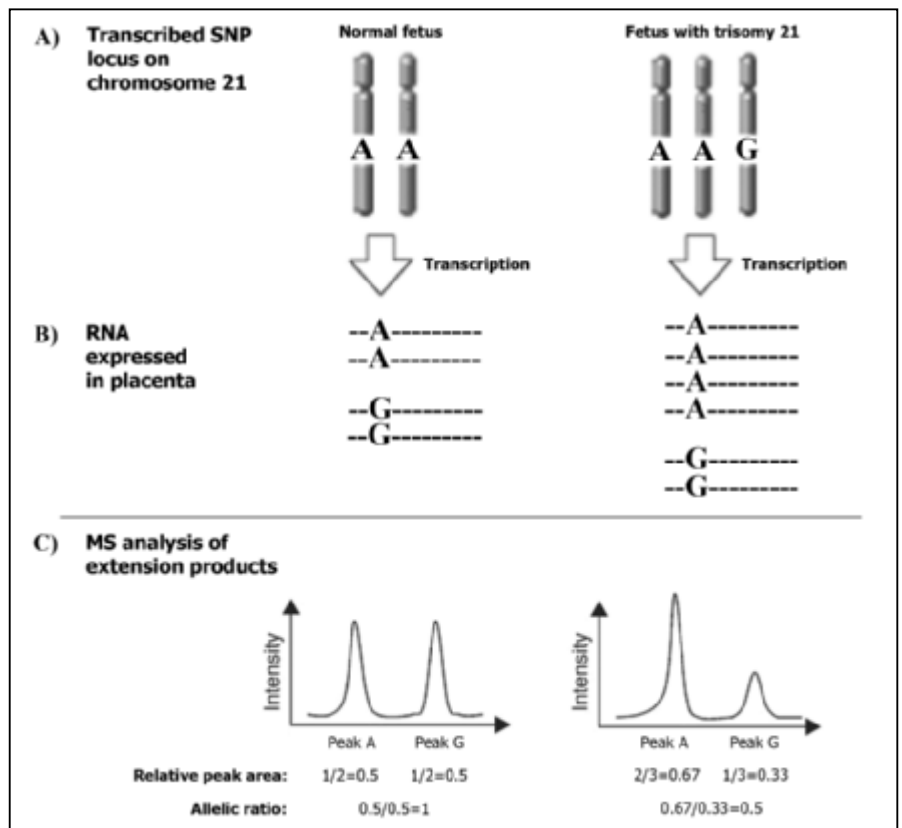 A) Transcribed SNP locus on chromosome 21
Normal fetus
Fetus with trisomy 21
A A
A A G
Transcription
Transcription
B) RNA expressed in placenta
--A---------
--A---------
--G---------
--G---------
--A---------
--A---------
--A---------
--A---------
--G---------
--G---------
C) MS analysis of extension products
Intensity
Peak A Peak G
Intensity
Peak A Peak G
Relative peak area: 1/2=0.5 1/2=0.5 2/3=0.67 1/3=0.33
Allelic ratio: 0.5/0.5=1 0.67/0.33=0.5